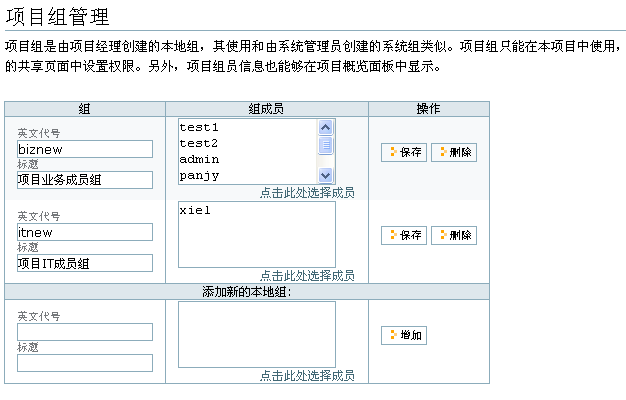 项目组管理
项目组是由项目经理创建的本地组，其使用和由系统管理员创建的系统组类似。项目组只能在本项目中使用，
的共享页面中设置权限。另外，项目组员信息也能够在项目概览面板中显示。
组 组成员 操作
英文代号
biznew
标题
项目业务成员组
test1
test2
admin
panjy
点击此处选择成员
保存 删除
英文代号
itnew
标题
项目IT成员组
xiel
点击此处选择成员
保存 删除
添加新的本地组：
英文代号
标题
点击此处选择成员
增加